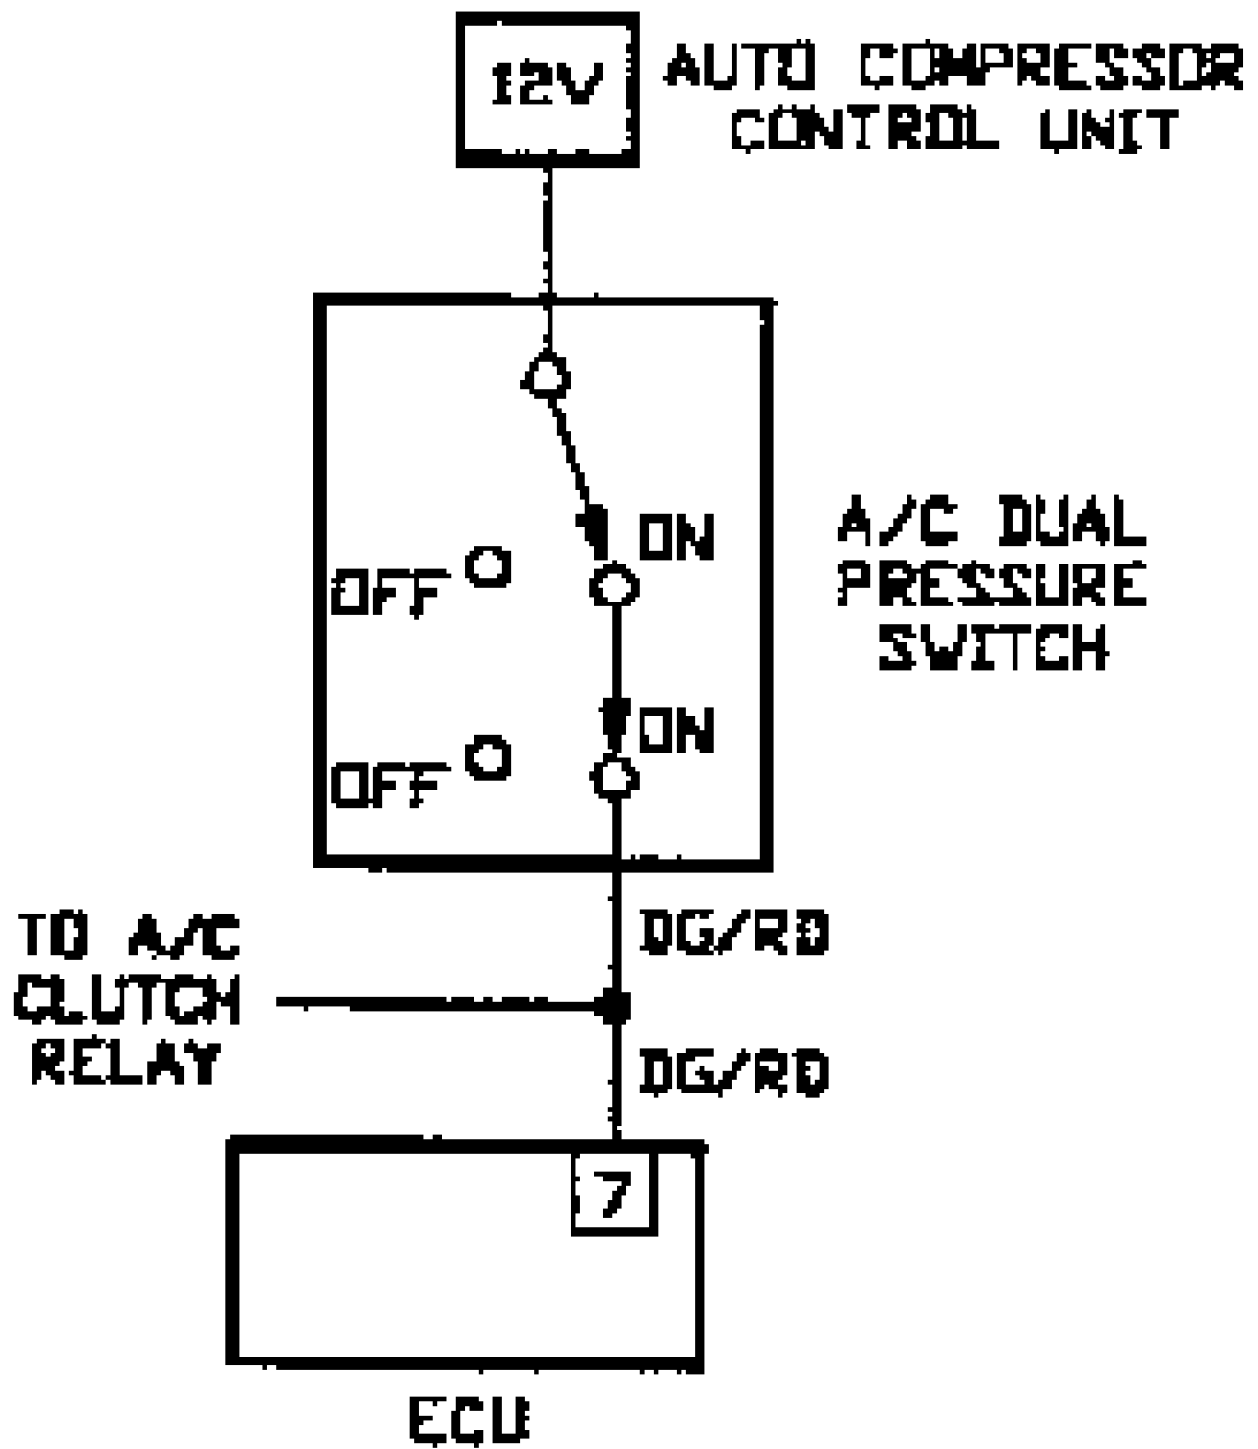 12V
AUTO COMPRESSOR
CONTROL UNIT
ON
OFF
A/C DUAL
PRESSURE
SWITCH
ON
OFF
DG/RD
TO A/C
CLUTCH
RELAY
DG/RD
7
ECU